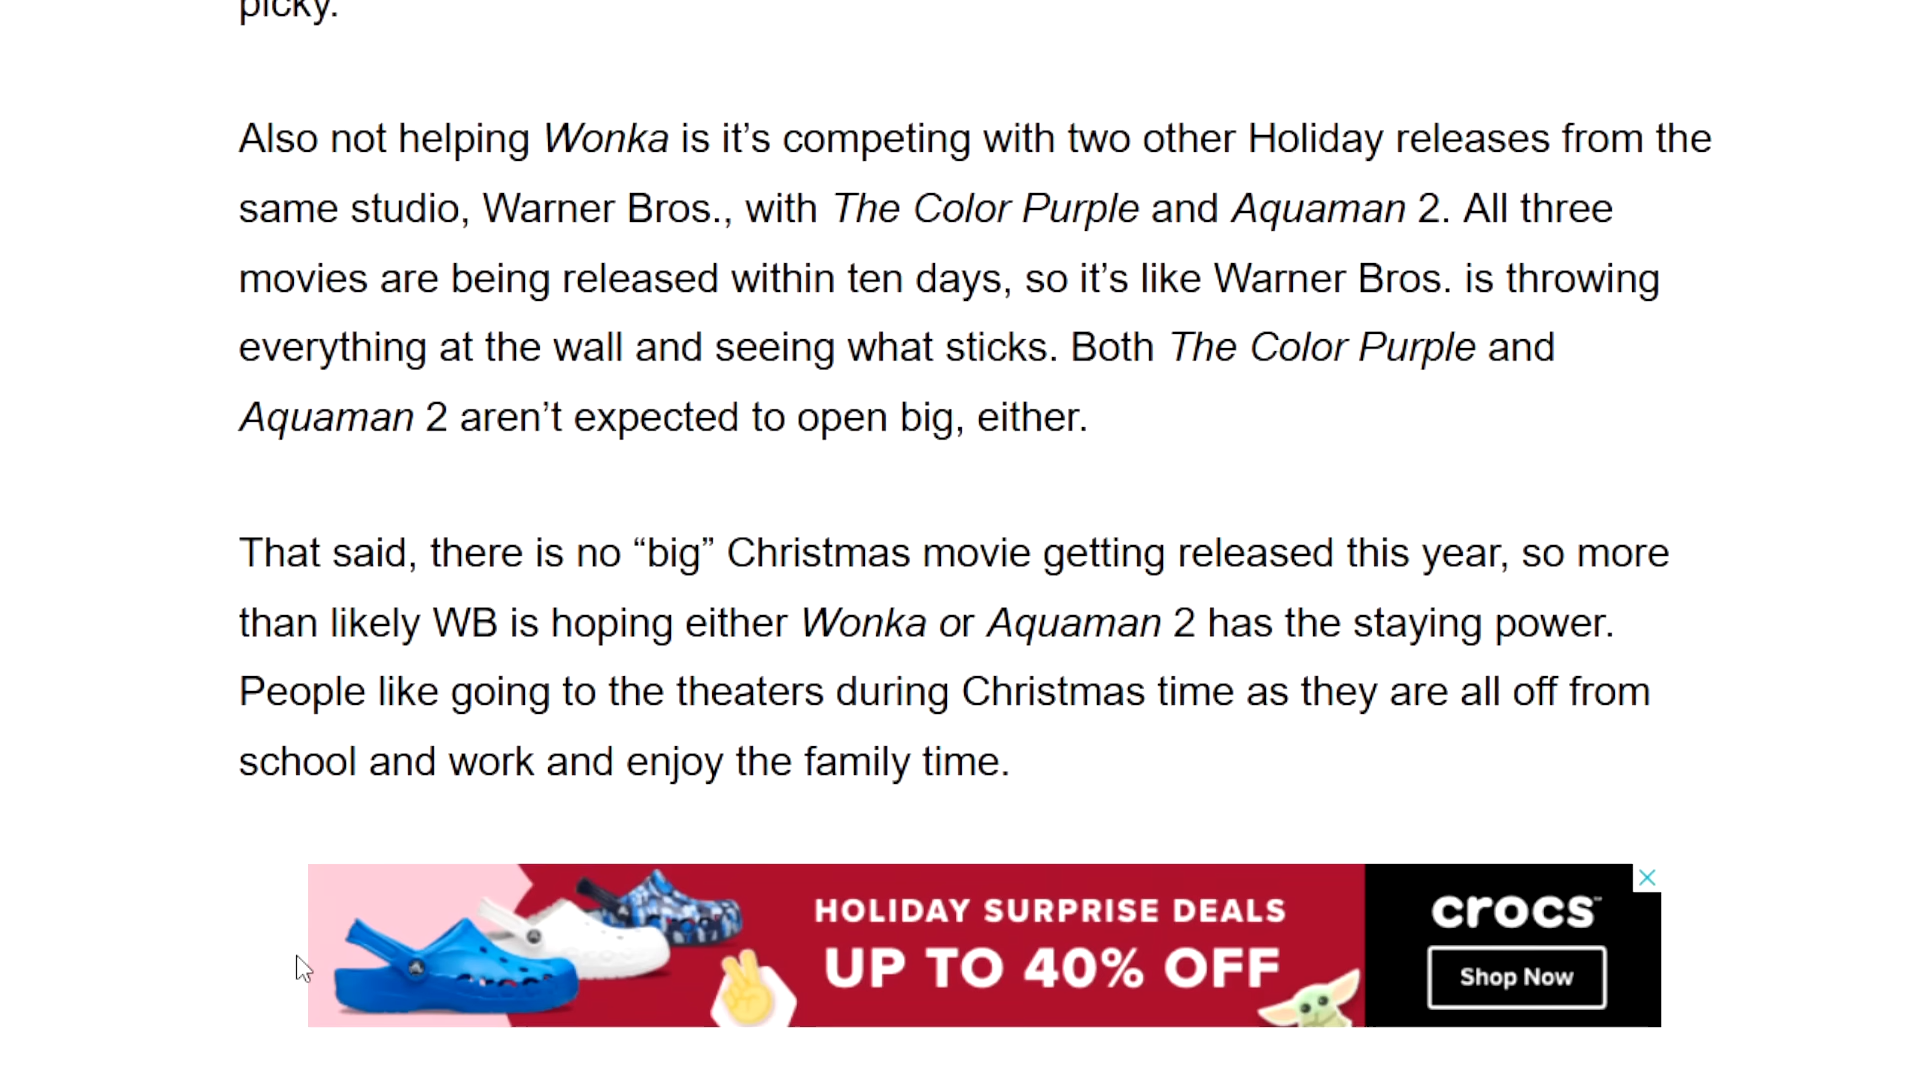 picky.
Also not helping Wonka is it’s competing with two other Holiday releases from the
same studio, Warner Bros., with The Color Purple and Aquaman 2. All three
movies are being released within ten days, so it’s like Warner Bros. is throwing
everything at the wall and seeing what sticks. Both The Color Purple and
Aquaman 2 aren’t expected to open big, either.
That said, there is no “big” Christmas movie getting released this year, so more
than likely WB is hoping either Wonka or Aquaman 2 has the staying power.
People like going to the theaters during Christmas time as they are all off from
school and work and enjoy the family time.
HOLIDAY SURPRISE DEALS
UP TO 40% OFF
crocs™
Shop Now